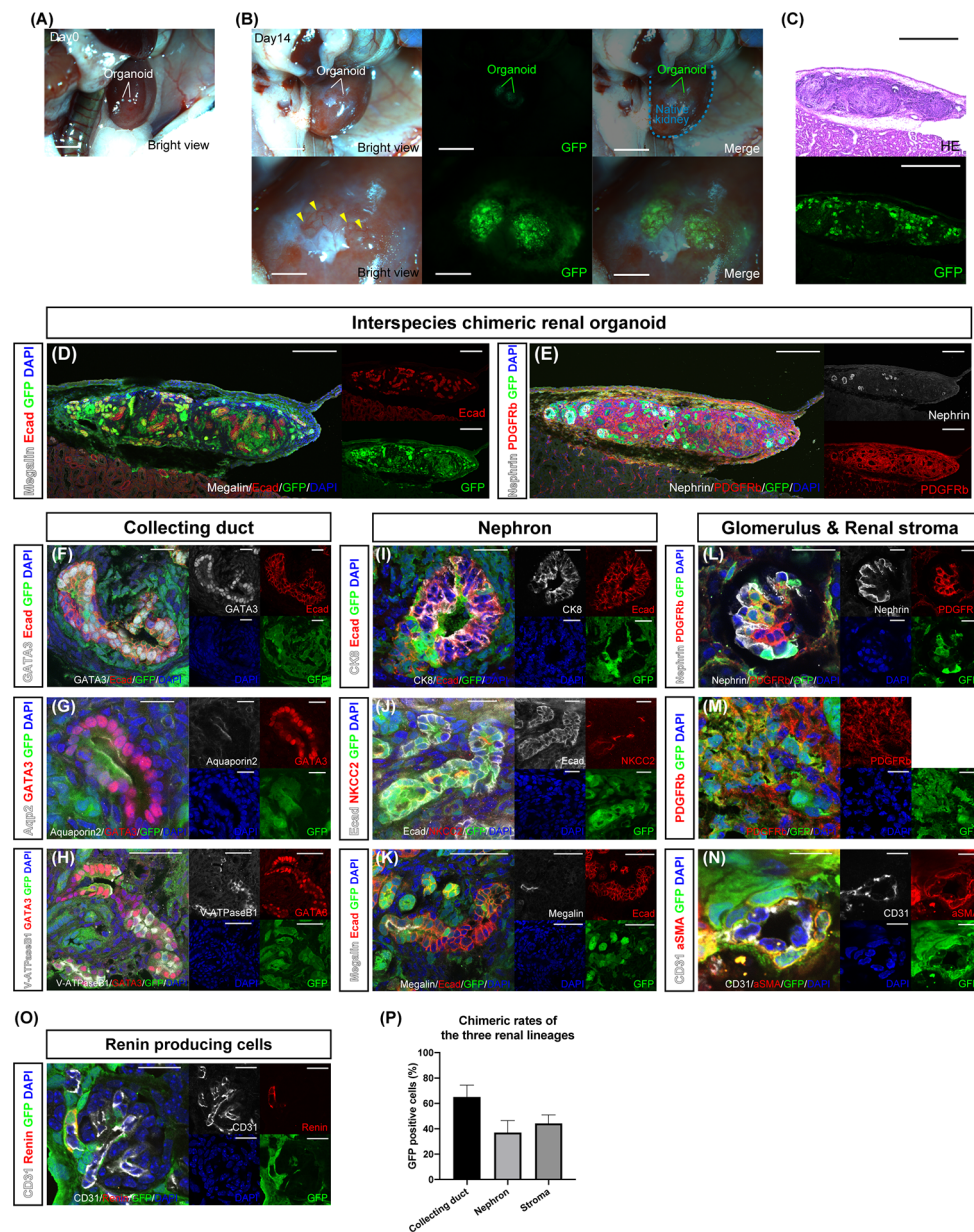 (A)
Day0
Organoid
Bright view
(B)
Day14
Organoid
Bright view
Organoid
GFP
Organoid
Native
kidney
Merge
Bright view
GFP
Merge
(C)
HE
GFP
Interspecies chimeric renal organoid
Megalin Ecad GFP DAPI
(D)
Megalin/Ecad/GFP/DAPI
Ecad
GFP
Nephrin PDGFRb GFP DAPI
(E)
Nephrin/PDGFRb/GFP/DAPI
Nephrin
PDGFRb
Collecting duct
GATA3 Ecad GFP DAPI
(F)
GATA3/Ecad/GFP/DAPI
GATA3
Ecad
DAPI
GFP
Aqp2 GATA3 GFP DAPI
(G)
Aquaporin2/GATA3/GFP/DAPI
Aquaporin2
GATA3
DAPI
GFP
V-ATPaseB1 GATA3 GFP DAPI
(H)
V-ATPaseB1/GATA3/GFP/DAPI
V-ATPaseB1
GATA3
DAPI
GFP
Nephron
CK8 Ecad GFP DAPI
(I)
CK8/Ecad/GFP/DAPI
CK8
Ecad
DAPI
GFP
Ecad NKCC2 GFP DAPI
(J)
Ecad/NKCC2/GFP/DAPI
Ecad
NKCC2
DAPI
GFP
Megalin Ecad GFP DAPI
(K)
Megalin/Ecad/GFP/DAPI
Megalin
Ecad
DAPI
GFP
Glomerulus & Renal stroma
Nephrin PDGFRb GFP DAPI
(L)
Nephrin/PDGFRb/GFP/DAPI
Nephrin
PDGFR
DAPI
GFP
PDGFRb GFP DAPI
(M)
PDGFRb/GFP/DAPI
PDGFRb
DAPI
GFP
CD31 aSMA GFP DAPI
(N)
CD31/aSMA/GFP/DAPI
CD31
aSMA
DAPI
GF
(O)
Renin producing cells
CD31 Renin GFP DAPI
CD31/Renin/GFP/DAPI
CD31
Renin
DAPI
GFP
(P)
Chimeric rates of
the three renal lineages
GFP positive cells (%)
100
80
60
40
20
0
Collecting duct
Nephron
Stroma